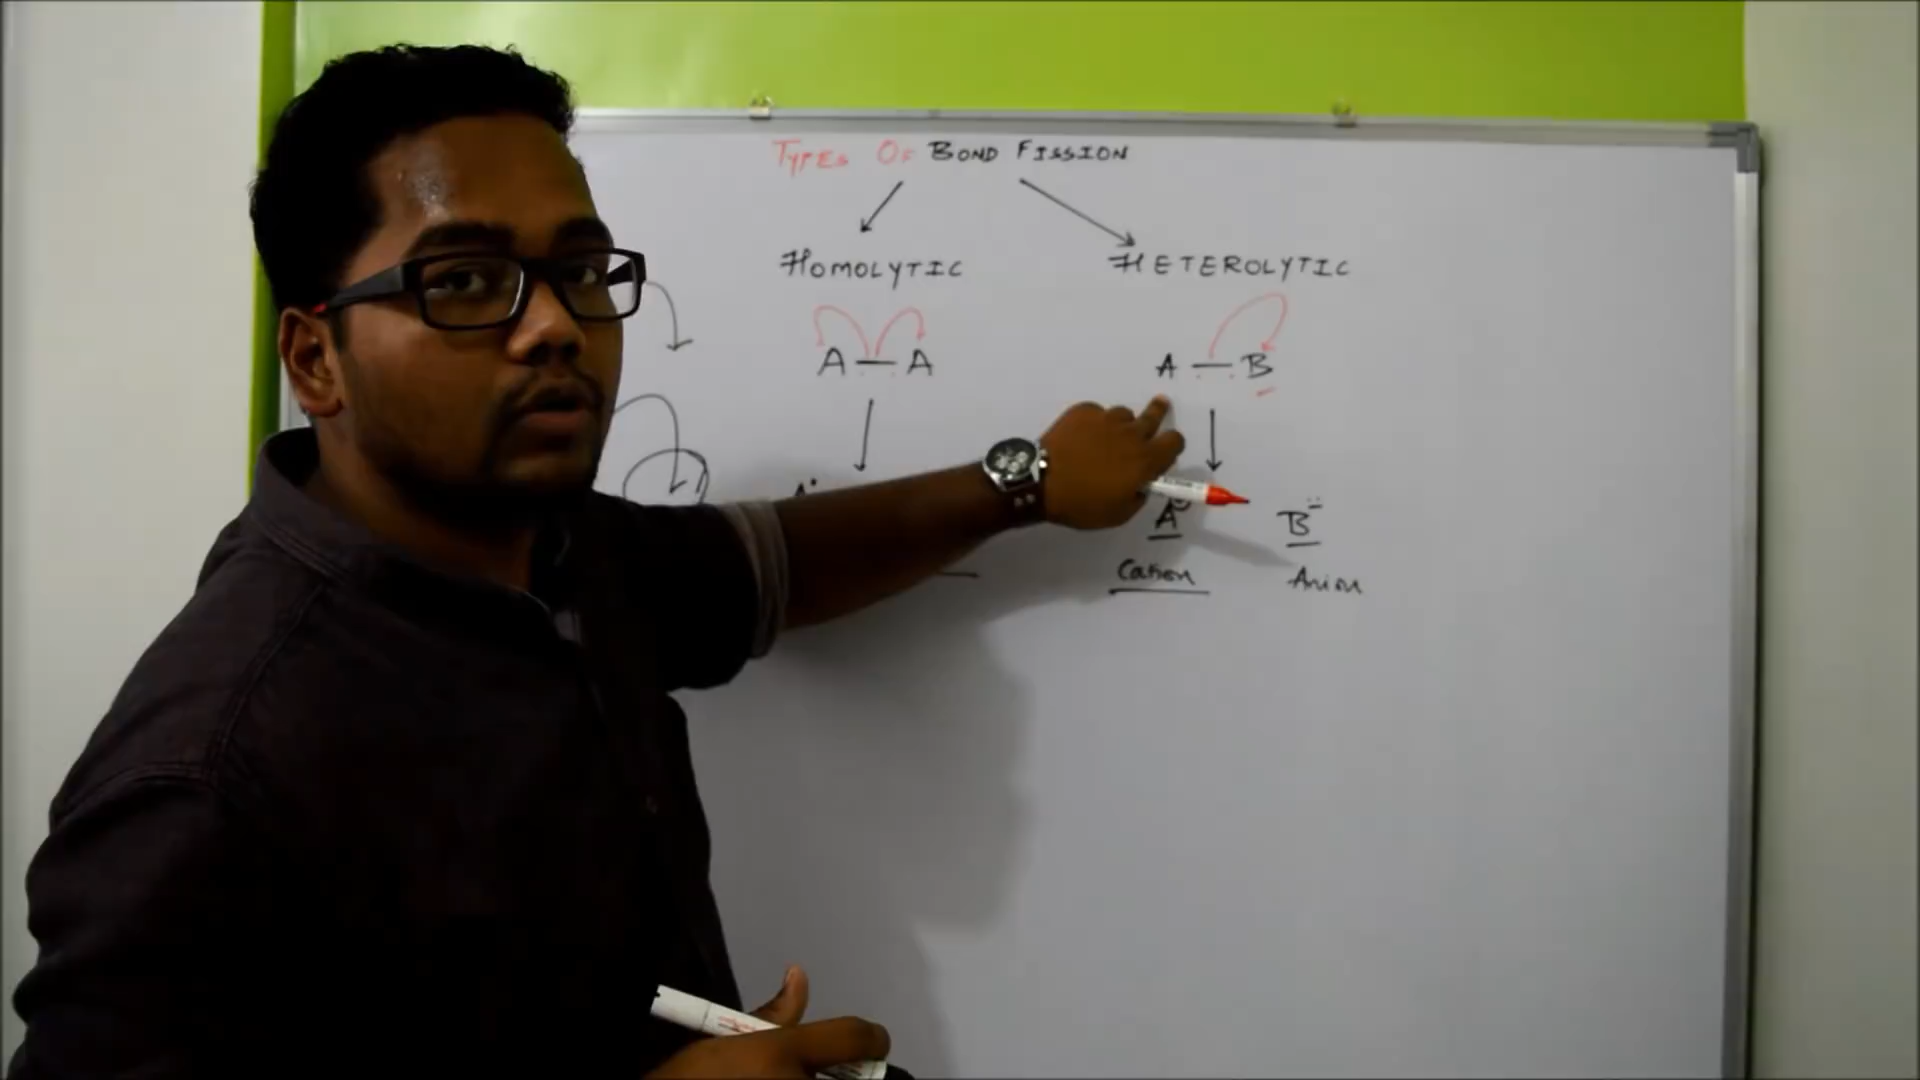 TYPES OF BOND FISSION
HOMOLYTIC HETEROLYTIC
A — A A — B
A• A B⁻
Cation Anion